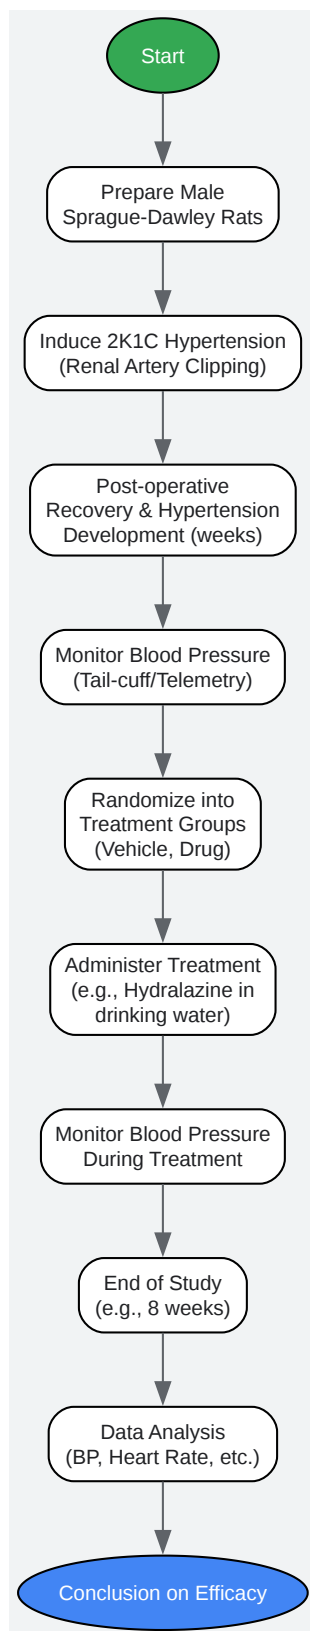 Start
Prepare Male
Sprague-Dawley Rats
Induce 2K1C Hypertension
(Renal Artery Clipping)
Post-operative
Recovery & Hypertension
Development (weeks)
Monitor Blood Pressure
(Tail-cuff/Telemetry)
Randomize into
Treatment Groups
(Vehicle, Drug)
Administer Treatment
(e.g., Hydralazine in
drinking water)
Monitor Blood Pressure
During Treatment
End of Study
(e.g., 8 weeks)
Data Analysis
(BP, Heart Rate, etc.)
Conclusion on Efficacy